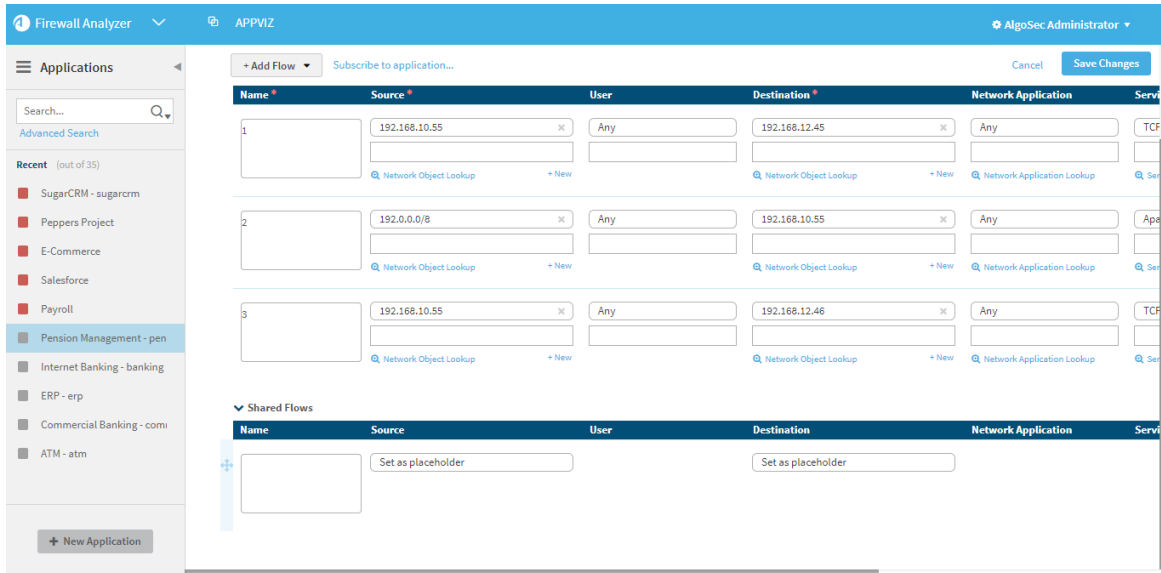 Firewall Analyzer
APPVIZ
AlgoSec Administrator
Applications
Search...
Advanced Search
Recent (out of 35)
SugarCRM - sugarcrm
Peppers Project
E-Commerce
Salesforce
Payroll
Pension Management - pen
Internet Banking - banking
ERP - erp
Commercial Banking - com
ATM - atm
+ New Application
+ Add Flow Subscribe to application... Cancel Save Changes
Name * Source * User Destination * Network Application Servi
1 192.168.10.55 × Any 192.168.12.45 × Any TCF
Network Object Lookup + New Network Object Lookup + New Network Application Lookup Ser
2 192.0.0.0/8 × Any 192.168.10.55 × Any Apa
Network Object Lookup + New Network Object Lookup + New Network Application Lookup Ser
3 192.168.10.55 × Any 192.168.12.46 × Any TCF
Network Object Lookup + New Network Object Lookup + New Network Application Lookup Ser
Shared Flows
Name Source User Destination Network Application Servi
Set as placeholder Set as placeholder